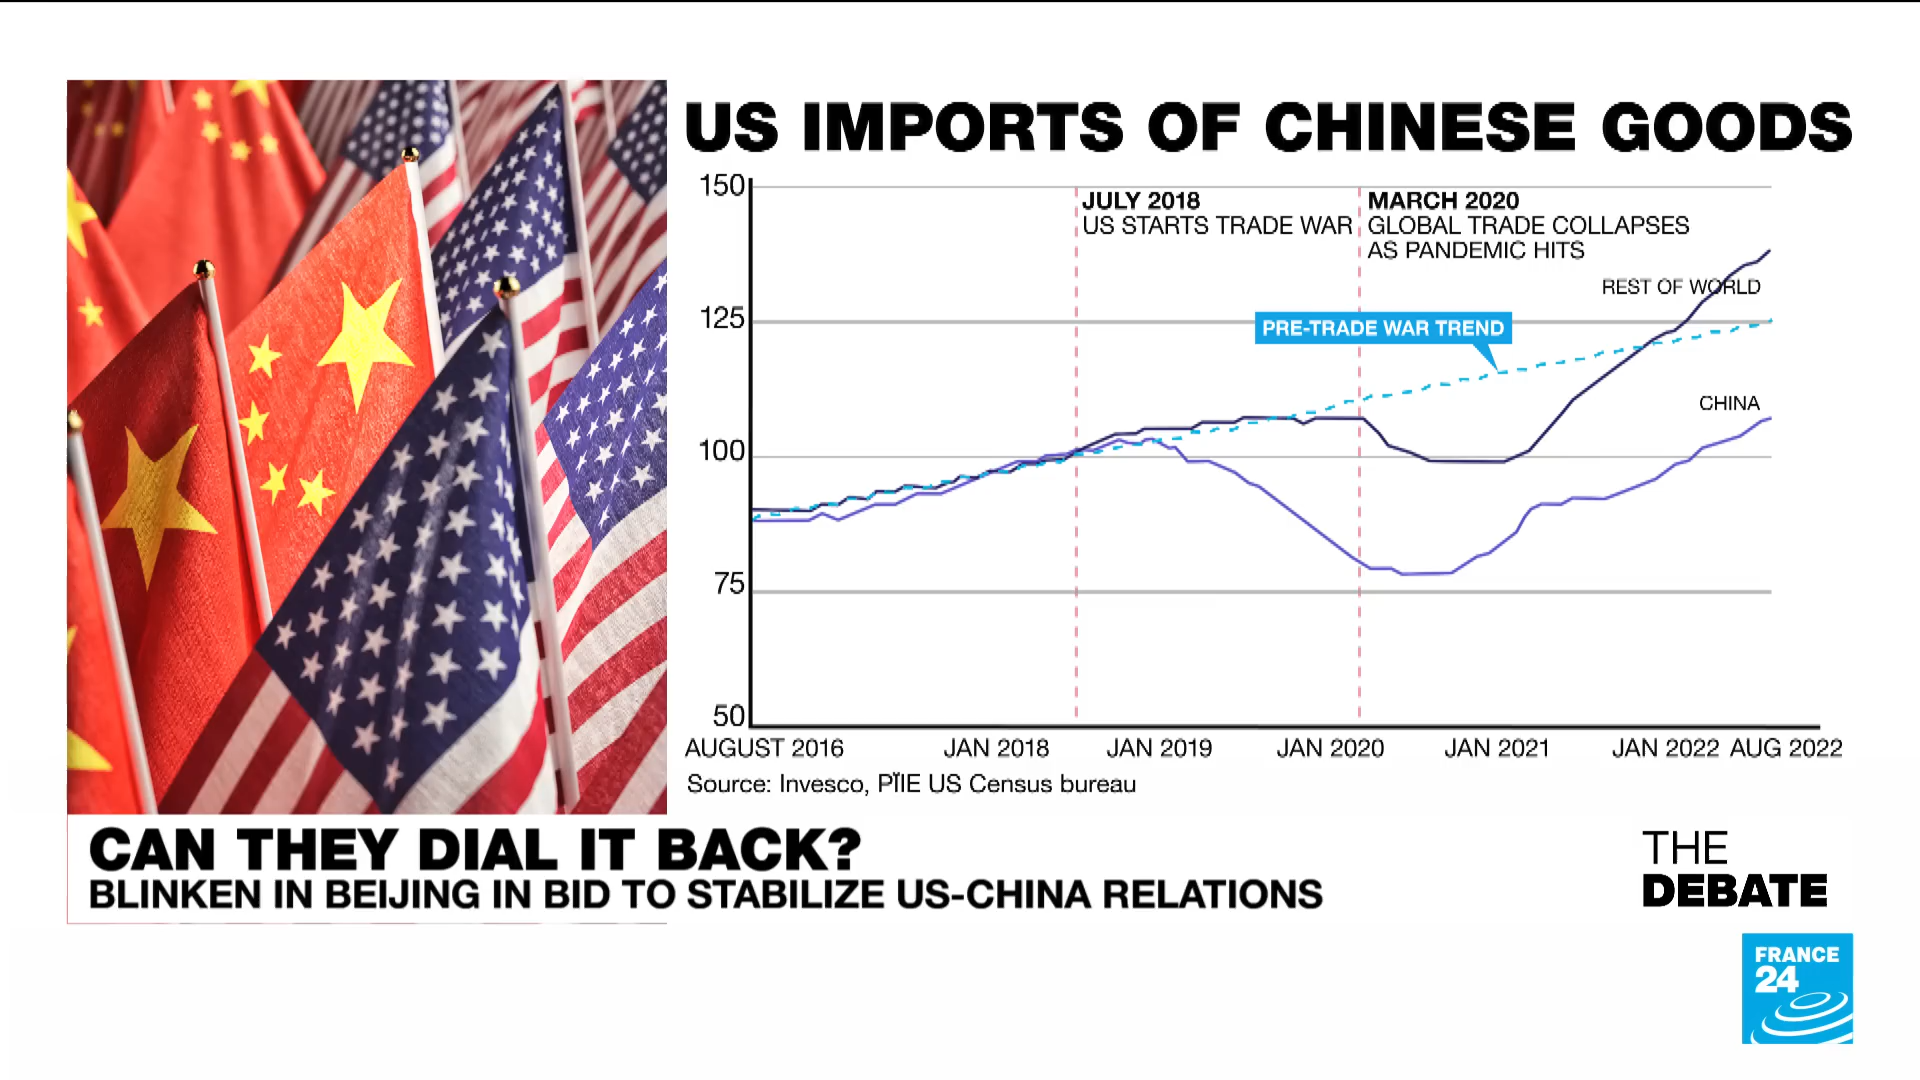 US IMPORTS OF CHINESE GOODS
150
125
100
75
50
JULY 2018
US STARTS TRADE WAR
MARCH 2020
GLOBAL TRADE COLLAPSES
AS PANDEMIC HITS
REST OF WORLD
PRE-TRADE WAR TREND
CHINA
AUGUST 2016 JAN 2018 JAN 2019 JAN 2020 JAN 2021 JAN 2022 AUG 2022
Source: Invesco, PÏIE US Census bureau
CAN THEY DIAL IT BACK?
BLINKEN IN BEIJING IN BID TO STABILIZE US-CHINA RELATIONS
THE
DEBATE
FRANCE
24